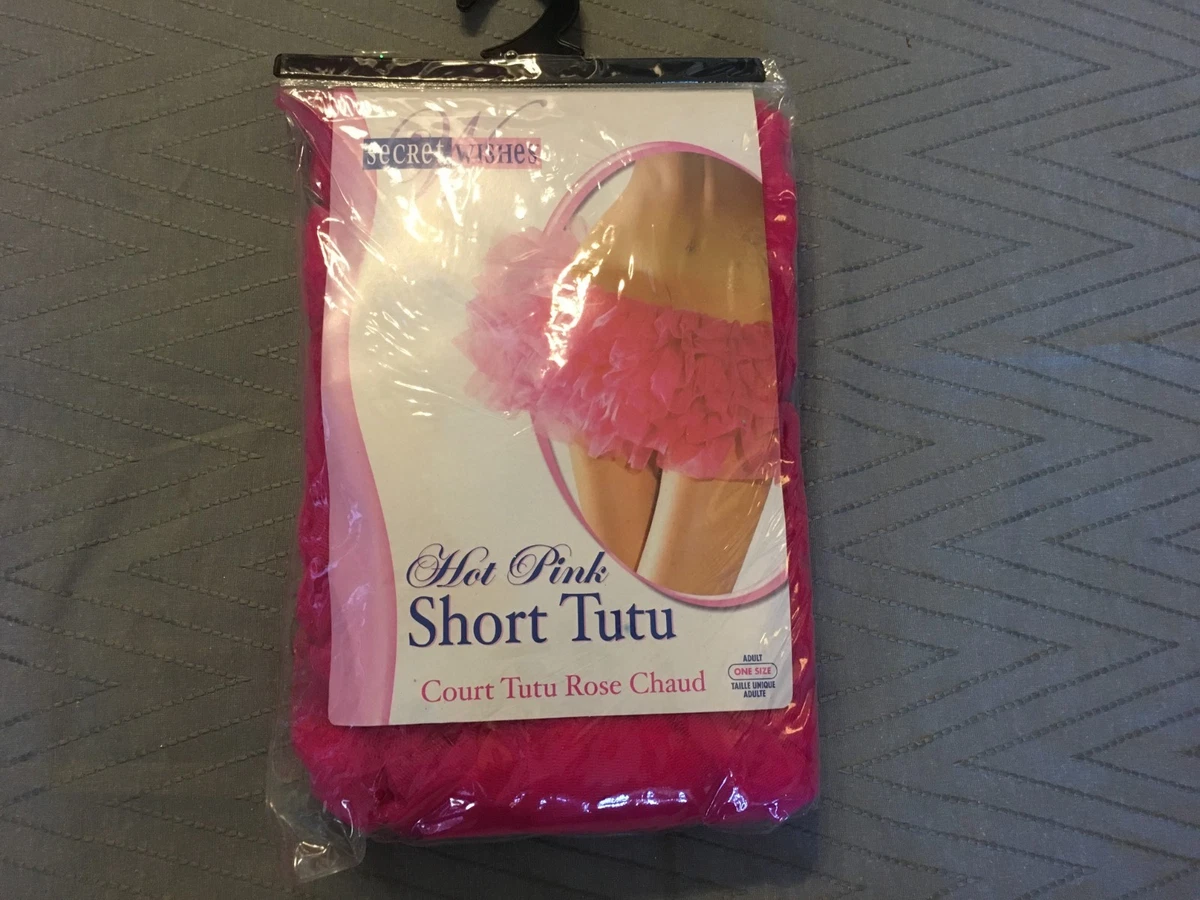 SECRET WISHES
Hot Pink
Short Tutu
Court Tutu Rose Chaud
ADULT
ONE SIZE
TAILLE UNIQUE
ADULTE